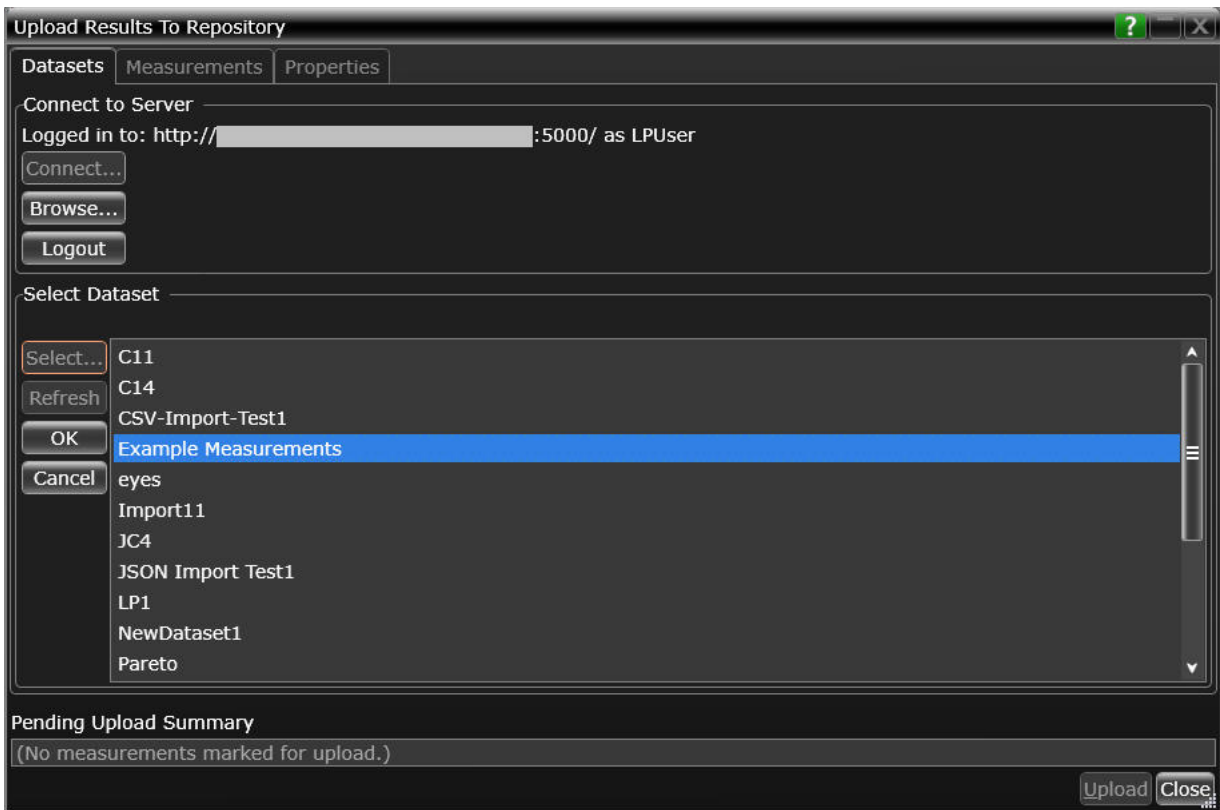 Upload Results To Repository
? X
Datasets Measurements Properties
Connect to Server
Logged in to: http:// :5000/ as LPUser
Connect...
Browse...
Logout
Select Dataset
Select... C11
C14
Refresh
CSV-Import-Test1
OK
Example Measurements
Cancel eyes
Import11
JC4
JSON Import Test1
LP1
NewDataset1
Pareto
Pending Upload Summary
(No measurements marked for upload.)
Upload Close